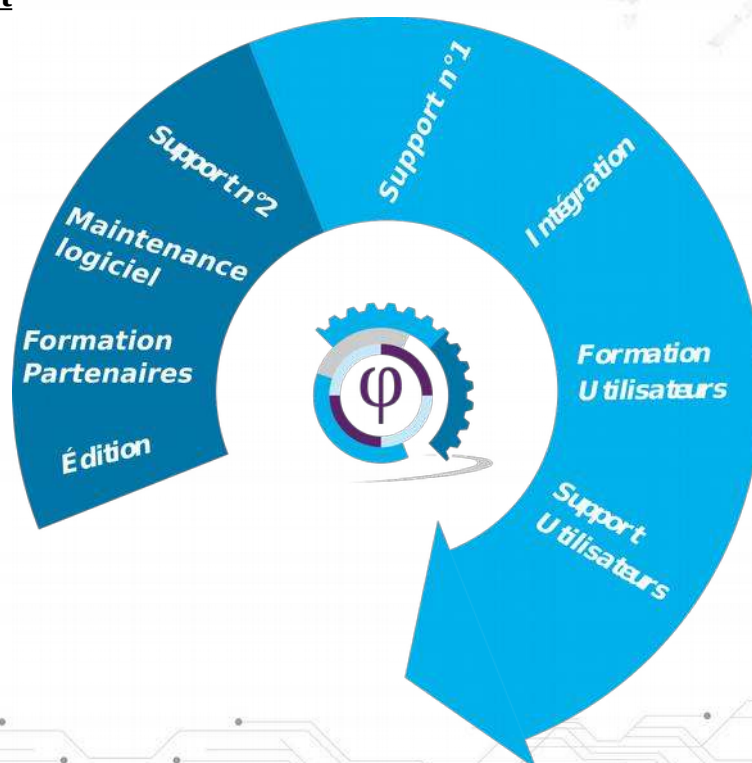 Support n°1
Intégration
Formation
Utilisateurs
Support
Utilisateurs
Support n°2
Maintenance
logiciel
Formation
Partenaires
Édition
φ